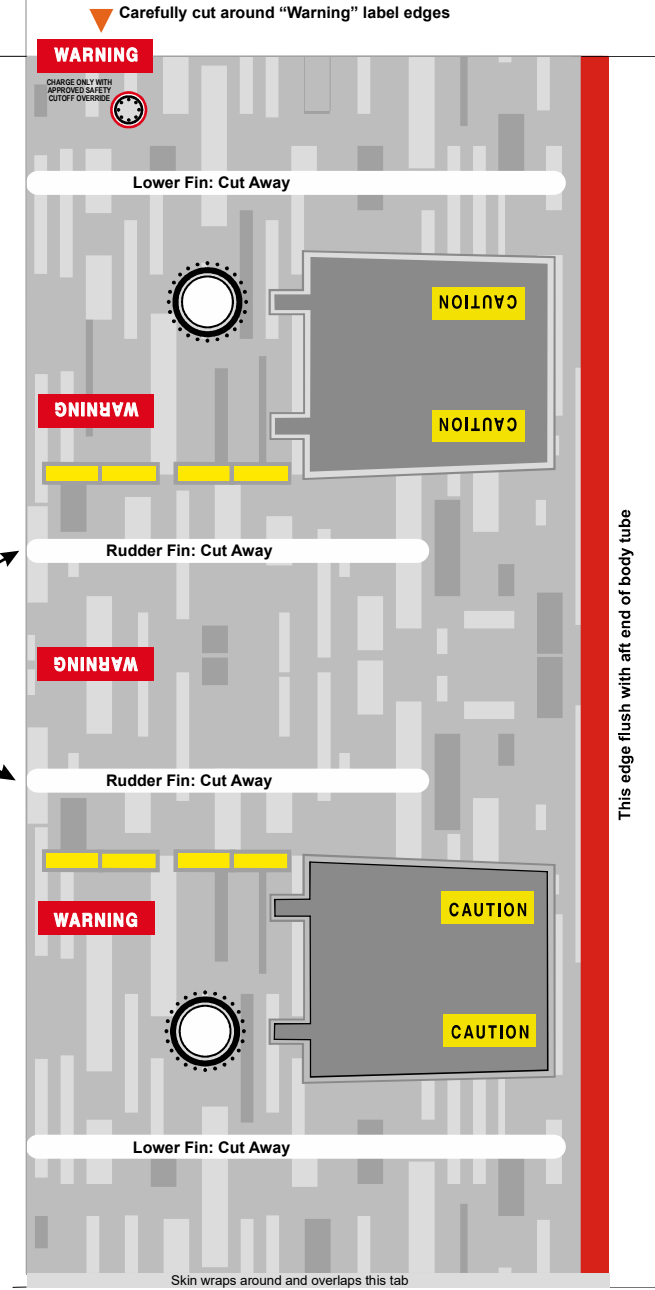 Carefully cut around “Warning” label edges
WARNING
CHARGE ONLY WITH
APPROVED SAFETY
CUTOFF OVERRIDE
Lower Fin: Cut Away
CAUTION
WARNING
CAUTION
Rudder Fin: Cut Away
WARNING
This edge flush with aft end of body tube
Rudder Fin: Cut Away
WARNING
CAUTION
CAUTION
Lower Fin: Cut Away
Skin wraps around and overlaps this tab